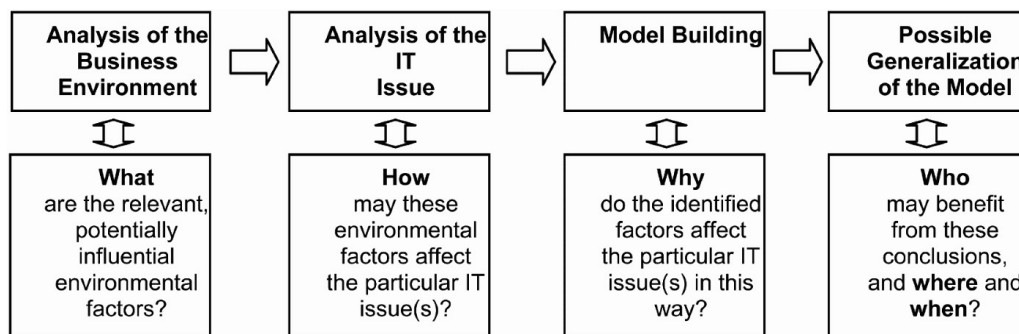 Analysis of the
Business
Environment
Analysis of the
IT
Issue
Model Building
Possible
Generalization
of the Model
What
are the relevant,
potentially
influential
environmental
factors?
How
may these
environmental
factors affect
the particular IT
issue(s)?
Why
do the identified
factors affect
the particular IT
issue(s) in this
way?
Who
may benefit
from these
conclusions,
and where and
when?